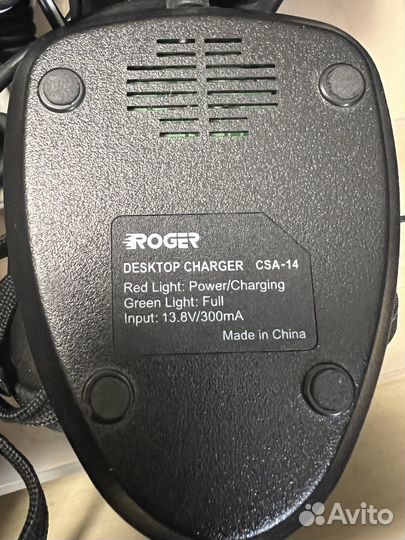 ROGER
DESKTOP CHARGER CSA-14
Red Light: Power/Charging
Green Light: Full
Input: 13.8V/300mA
Made in China
Avito